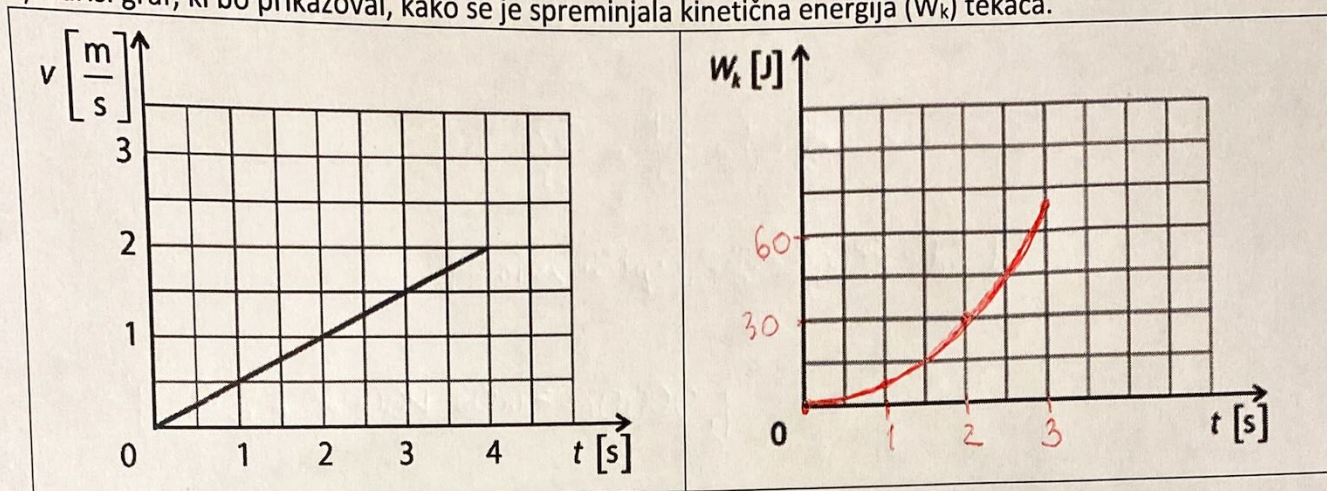 prikazoval, kako se je spreminjala kinetična energija (Wk) tekača.
v [m/s]
3
2
1
0 1 2 3 4 t [s]
Wk [J]
60
30
0 1 2 3 t [s]